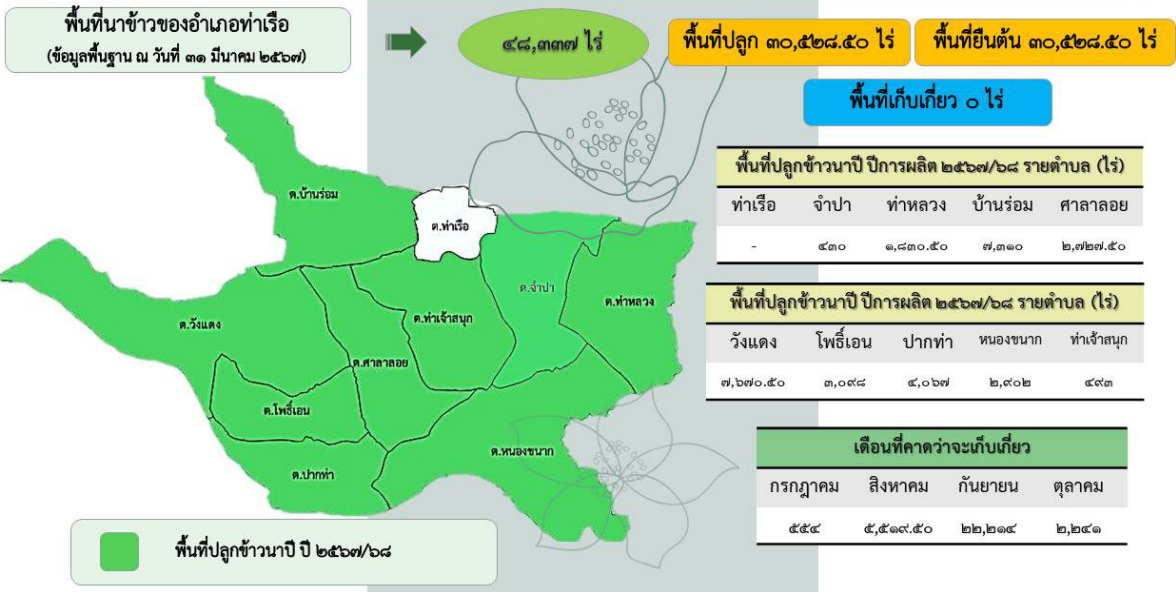 พื้นที่นาข้าวของอำเภอท่าเรือ
(ข้อมูลพื้นฐาน ณ วันที่ ๓๑ มีนาคม ๒๕๖๗)
๔๘,๓๓๗ ไร่
พื้นที่ปลูก ๓๐,๕๒๘.๕๐ ไร่
พื้นที่ยืนต้น ๓๐,๕๒๘.๕๐ ไร่
พื้นที่เก็บเกี่ยว ๐ ไร่
ต.บ้านร่อม
ต.ท่าเรือ
ต.จำปา
ต.ท่าหลวง
ต.วังแดง
ต.ท่าเจ้าสนุก
ต.ศาลาลอย
ต.โพธิ์เอน
ต.หนองขนาก
ต.ปากท่า
พื้นที่ปลูกข้าวนาปี ปี ๒๕๖๗/๖๘
พื้นที่ปลูกข้าวนาปี ปีการผลิต ๒๕๖๗/๖๘ รายตำบล (ไร่)
ท่าเรือ จำปา ท่าหลวง บ้านร่อม ศาลาลอย
- ๔๓๐ ๑,๘๓๐.๕๐ ๗,๓๑๐ ๒,๗๒๗.๕๐
พื้นที่ปลูกข้าวนาปี ปีการผลิต ๒๕๖๗/๖๘ รายตำบล (ไร่)
วังแดง โพธิ์เอน ปากท่า หนองขนาก ท่าเจ้าสนุก
๗,๖๗๐.๕๐ ๓,๐๙๘ ๔,๐๖๗ ๒,๙๐๒ ๔๙๓
เดือนที่คาดว่าจะเก็บเกี่ยว
กรกฎาคม สิงหาคม กันยายน ตุลาคม
๕๕๔ ๕,๕๑๙.๕๐ ๒๒,๒๑๔ ๒,๒๔๑